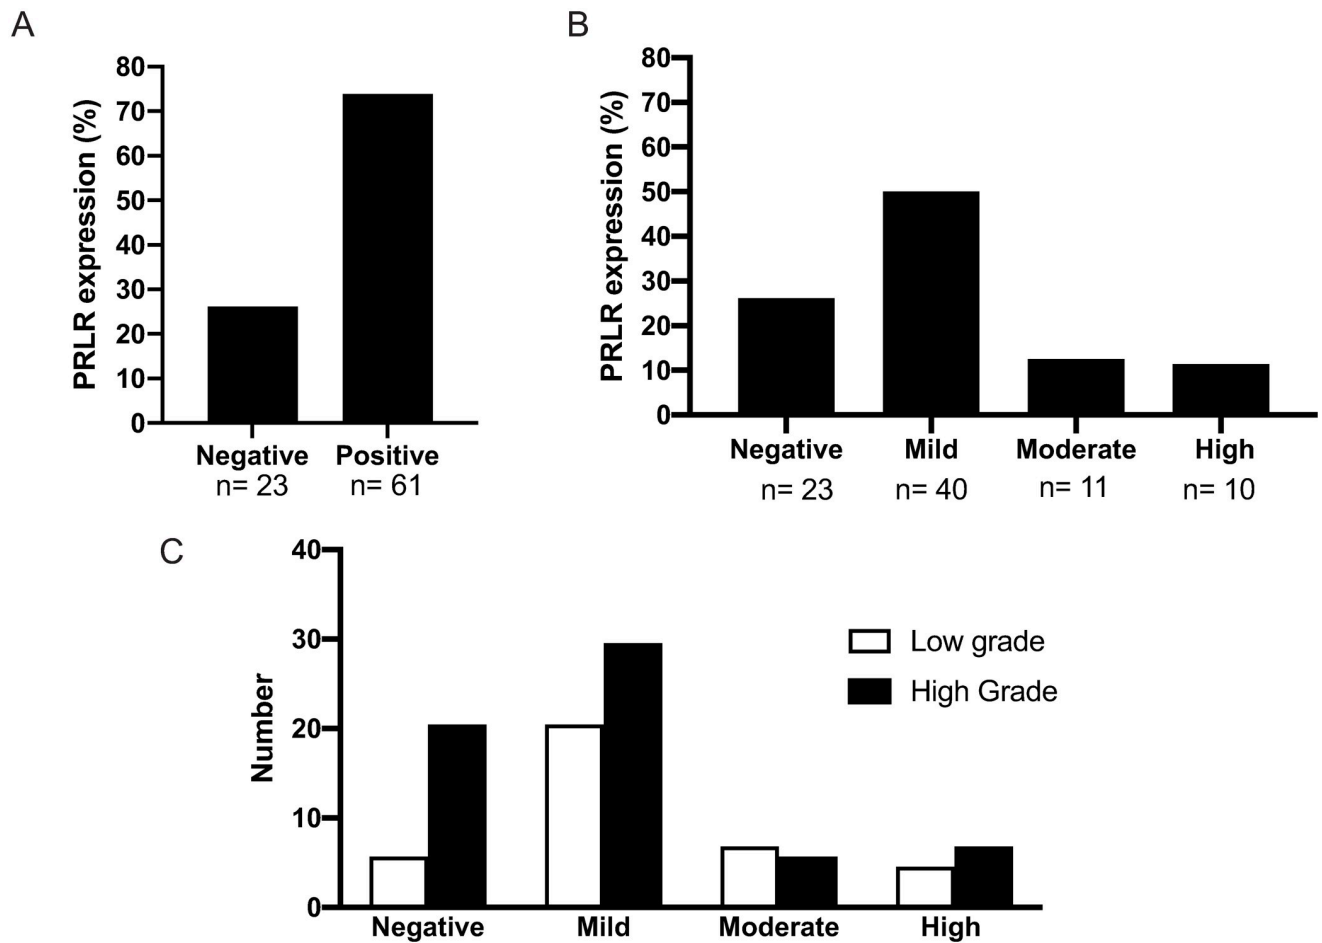 A
PRLR expression (%)
80
70
60
50
40
30
20
10
0
Negative Positive
n= 23 n= 61
B
PRLR expression (%)
80
70
60
50
40
30
20
10
0
Negative Mild Moderate High
n= 23 n= 40 n= 11 n= 10
C
Number
40
30
20
10
0
Negative Mild Moderate High
Low grade
High Grade